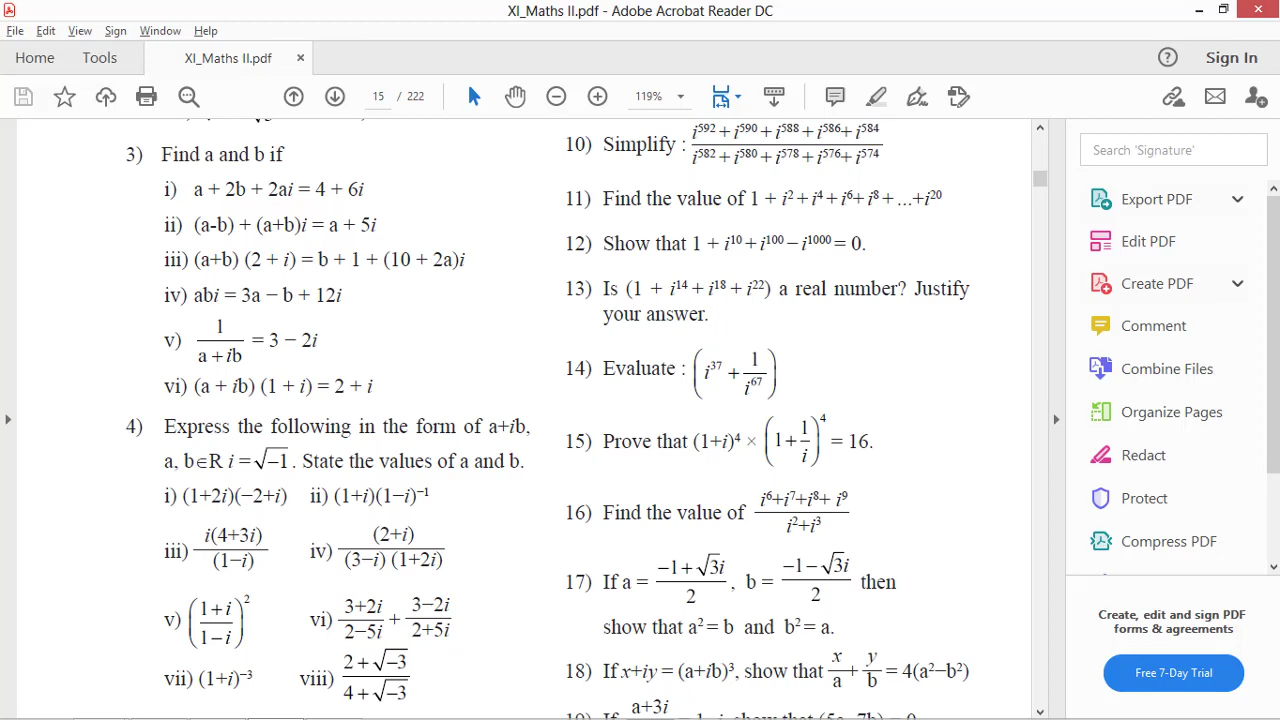 XI_Maths II.pdf - Adobe Acrobat Reader DC
File Edit View Sign Window Help
Home Tools XI_Maths II.pdf × Sign In
15 / 222 119%
3) Find a and b if
i) a + 2b + 2ai = 4 + 6i
ii) (a-b) + (a+b)i = a + 5i
iii) (a+b) (2 + i) = b + 1 + (10 + 2a)i
iv) abi = 3a − b + 12i
v) 1/(a + ib) = 3 − 2i
vi) (a + ib) (1 + i) = 2 + i
4) Express the following in the form of a+ib,
a, b∈R i = √−1 . State the values of a and b.
i) (1+2i)(−2+i) ii) (1+i)(1−i)⁻¹
iii) i(4+3i)/(1−i) iv) (2+i)/((3−i) (1+2i))
v) ((1+i)/(1−i))² vi) (3+2i)/(2−5i) + (3−2i)/(2+5i)
vii) (1+i)⁻³ viii) (2 + √−3)/(4 + √−3)
10) Simplify : (i⁵⁹² + i⁵⁹⁰ + i⁵⁸⁸ + i⁵⁸⁶ + i⁵⁸⁴)/(i⁵⁸² + i⁵⁸⁰ + i⁵⁷⁸ + i⁵⁷⁶ + i⁵⁷⁴)
11) Find the value of 1 + i² + i⁴ + i⁶ + i⁸ + ...+ i²⁰
12) Show that 1 + i¹⁰ + i¹⁰⁰ − i¹⁰⁰⁰ = 0.
13) Is (1 + i¹⁴ + i¹⁸ + i²²) a real number? Justify
your answer.
14) Evaluate : (i³⁷ + 1/i⁶⁷)
15) Prove that (1+i)⁴ × (1 + 1/i)⁴ = 16.
16) Find the value of (i⁶+i⁷+i⁸+ i⁹)/(i²+i³)
17) If a = (−1 + √3i)/2 , b = (−1 − √3i)/2 then
show that a² = b and b² = a.
18) If x+iy = (a+ib)³, show that x/a + y/b = 4(a²−b²)
a+3i
Search 'Signature'
Export PDF
Edit PDF
Create PDF
Comment
Combine Files
Organize Pages
Redact
Protect
Compress PDF
Create, edit and sign PDF
forms & agreements
Free 7-Day Trial